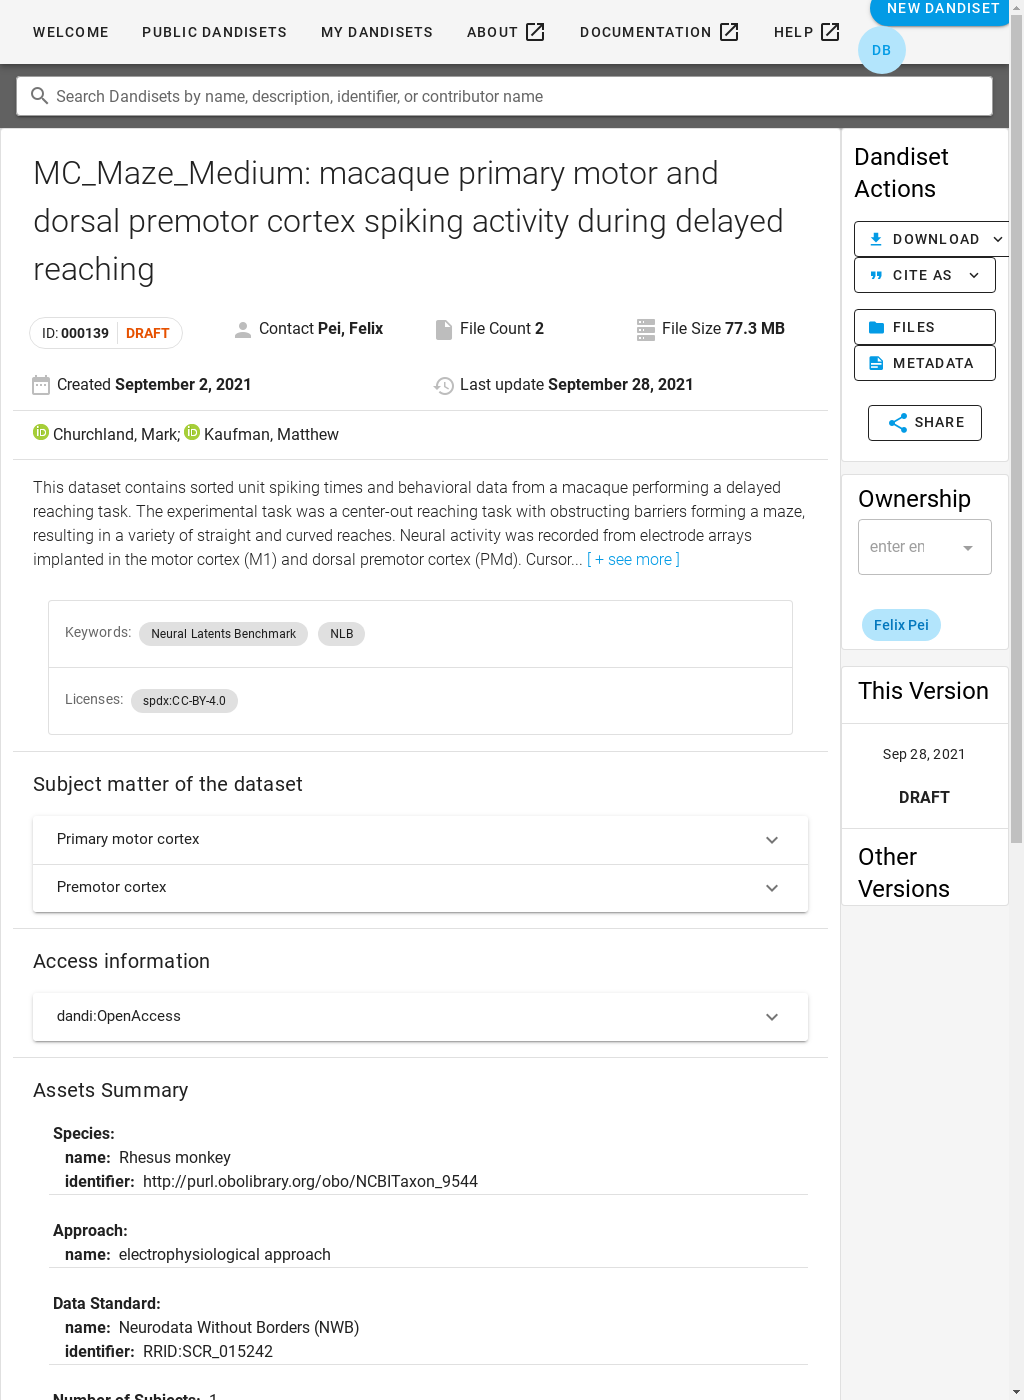 WELCOME PUBLIC DANDISETS MY DANDISETS ABOUT DOCUMENTATION HELP NEW DANDISET
DB
Search Dandisets by name, description, identifier, or contributor name
MC_Maze_Medium: macaque primary motor and
dorsal premotor cortex spiking activity during delayed
reaching
ID: 000139 DRAFT Contact Pei, Felix File Count 2 File Size 77.3 MB
Created September 2, 2021 Last update September 28, 2021
iD Churchland, Mark; iD Kaufman, Matthew
This dataset contains sorted unit spiking times and behavioral data from a macaque performing a delayed
reaching task. The experimental task was a center-out reaching task with obstructing barriers forming a maze,
resulting in a variety of straight and curved reaches. Neural activity was recorded from electrode arrays
implanted in the motor cortex (M1) and dorsal premotor cortex (PMd). Cursor... [ + see more ]
Keywords: Neural Latents Benchmark NLB
Licenses: spdx:CC-BY-4.0
Subject matter of the dataset
Primary motor cortex
Premotor cortex
Access information
dandi:OpenAccess
Assets Summary
Species:
name: Rhesus monkey
identifier: http://purl.obolibrary.org/obo/NCBITaxon_9544
Approach:
name: electrophysiological approach
Data Standard:
name: Neurodata Without Borders (NWB)
identifier: RRID:SCR_015242
Number of Subjects: 1
Dandiset
Actions
DOWNLOAD
CITE AS
FILES
METADATA
SHARE
Ownership
enter en
Felix Pei
This Version
Sep 28, 2021
DRAFT
Other
Versions